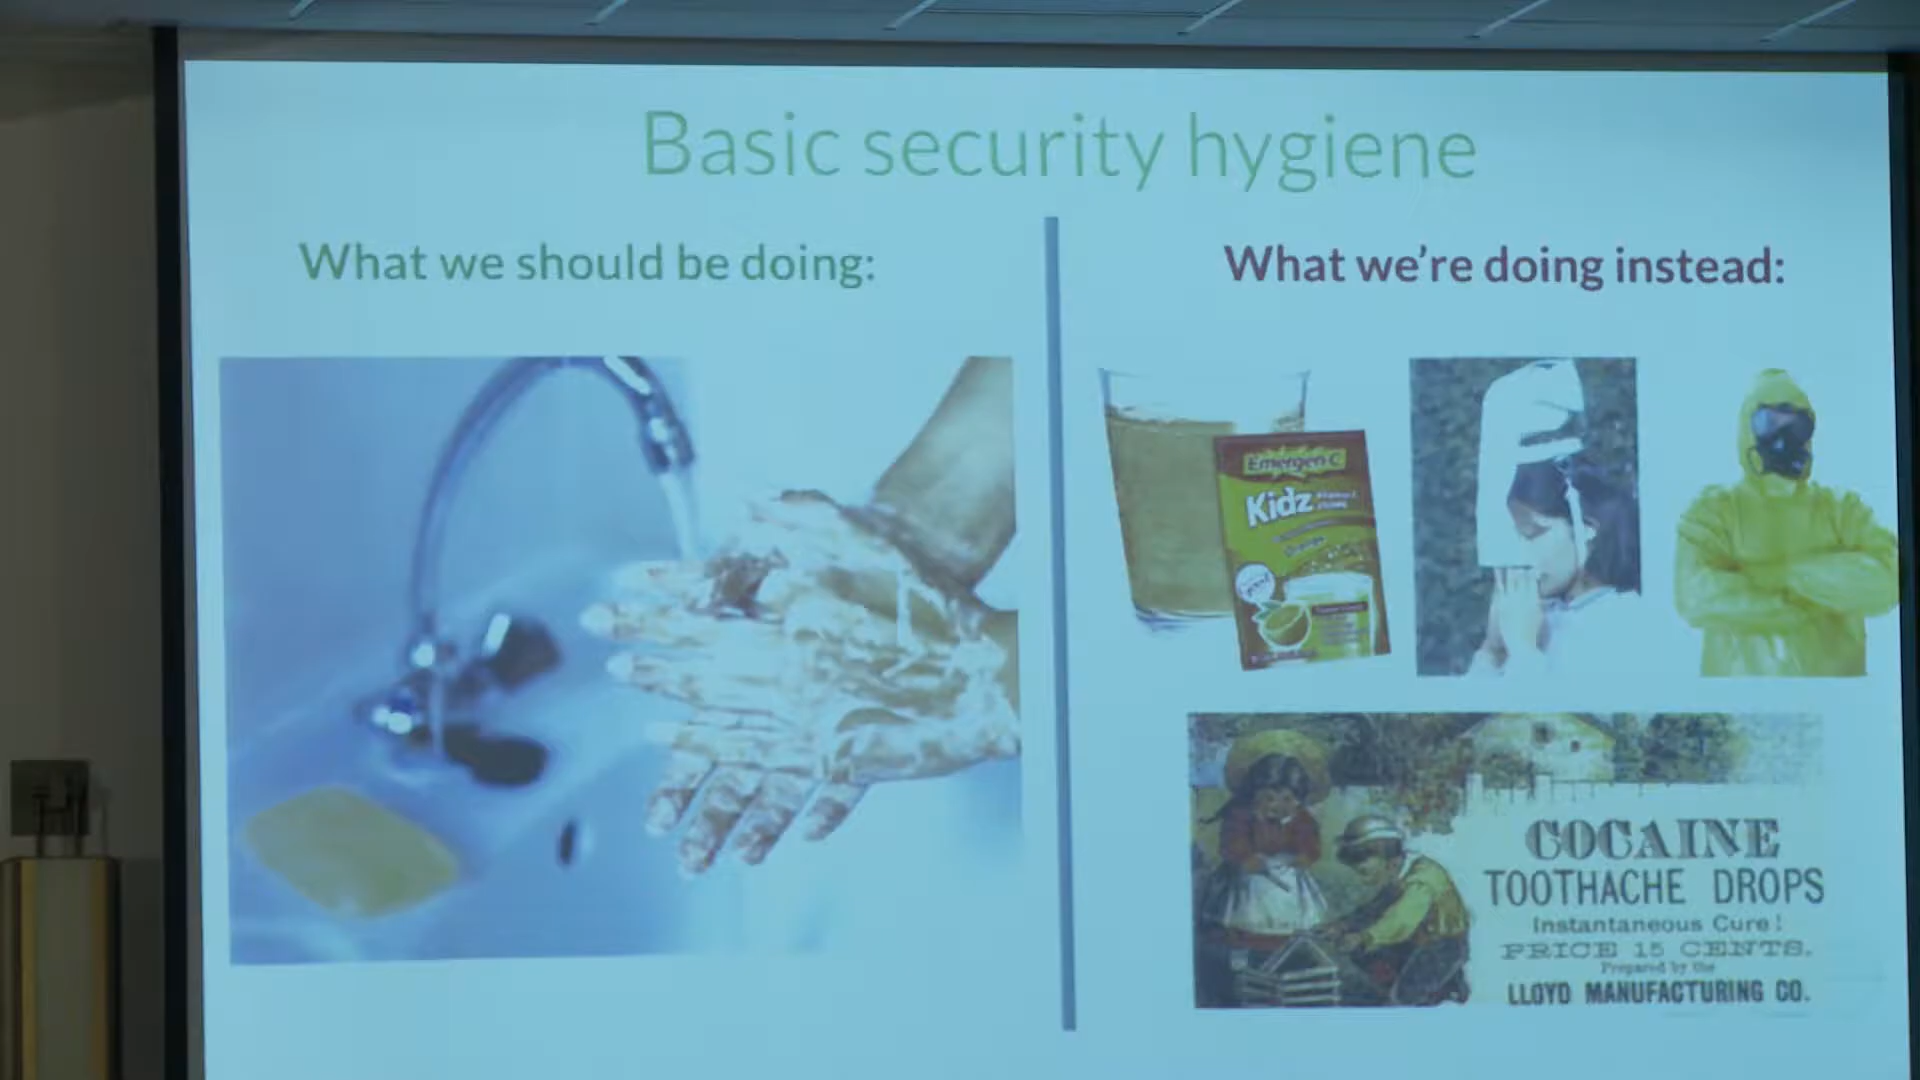 Basic security hygiene
What we should be doing:
What we're doing instead:
Emergen-C
Kidz
Orange
COCAINE
TOOTHACHE DROPS
Instantaneous Cure!
PRICE 15 CENTS.
Prepared by the
LLOYD MANUFACTURING CO.